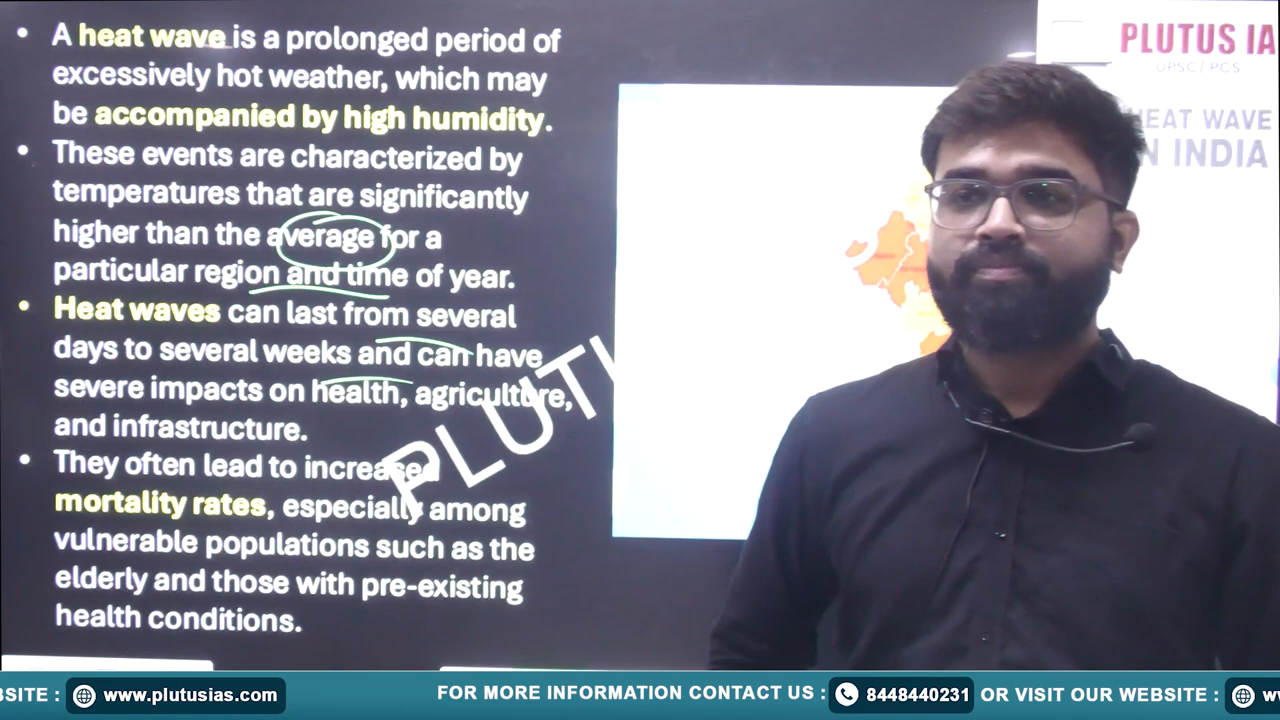 • A heat wave is a prolonged period of
excessively hot weather, which may
be accompanied by high humidity.
• These events are characterized by
temperatures that are significantly
higher than the average for a
particular region and time of year.
• Heat waves can last from several
days to several weeks and can have
severe impacts on health, agriculture,
and infrastructure.
• They often lead to increased
mortality rates, especially among
vulnerable populations such as the
elderly and those with pre-existing
health conditions.
PLUTUS IA
UPSC/ PCS
HEAT WAVE
N INDIA
PLUTU
BSITE : www.plutusias.com FOR MORE INFORMATION CONTACT US : 8448440231 OR VISIT OUR WEBSITE :